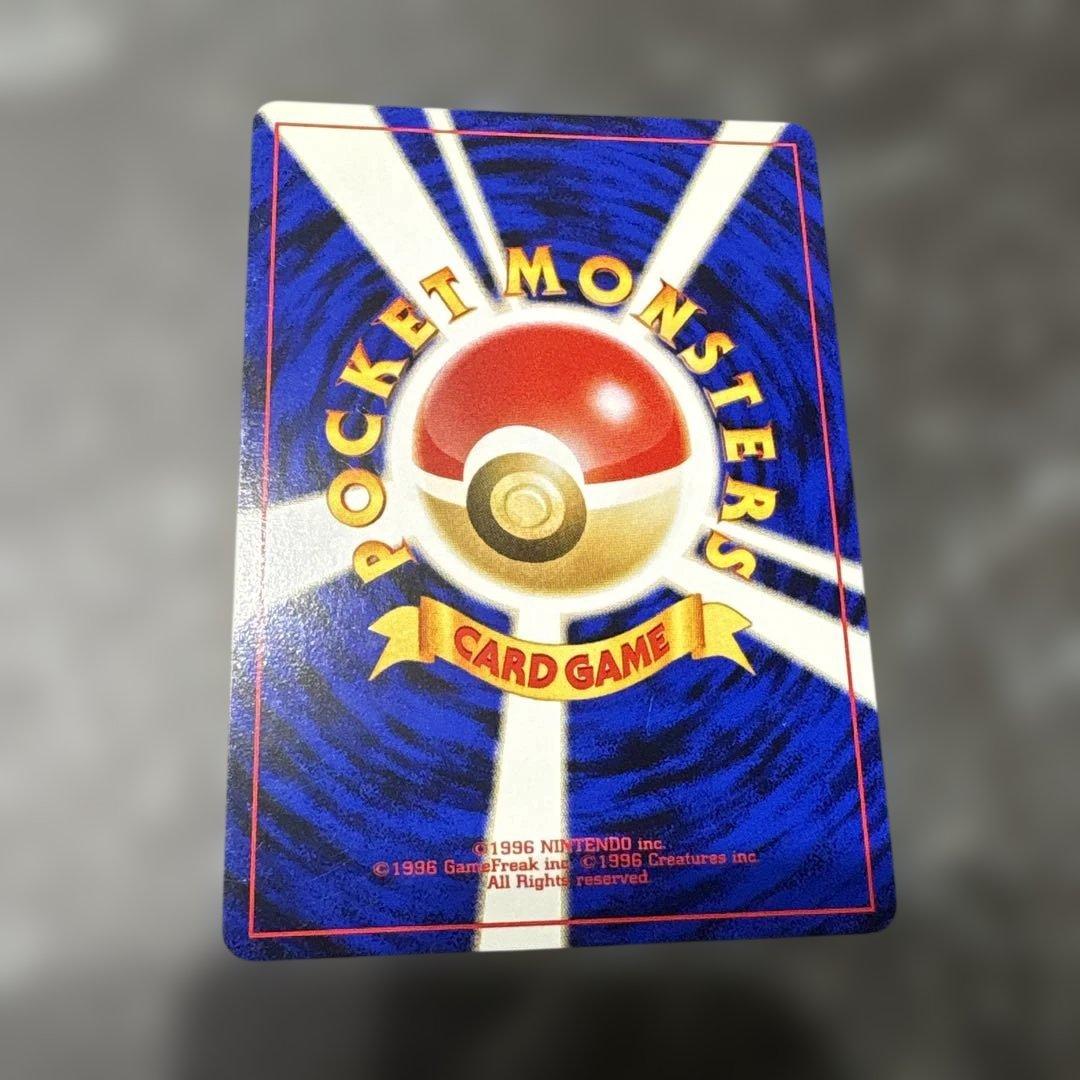 POCKET MONSTERS
CARD GAME
©1996 NINTENDO inc.
©1996 GameFreak inc. ©1996 Creatures inc.
All Rights reserved.